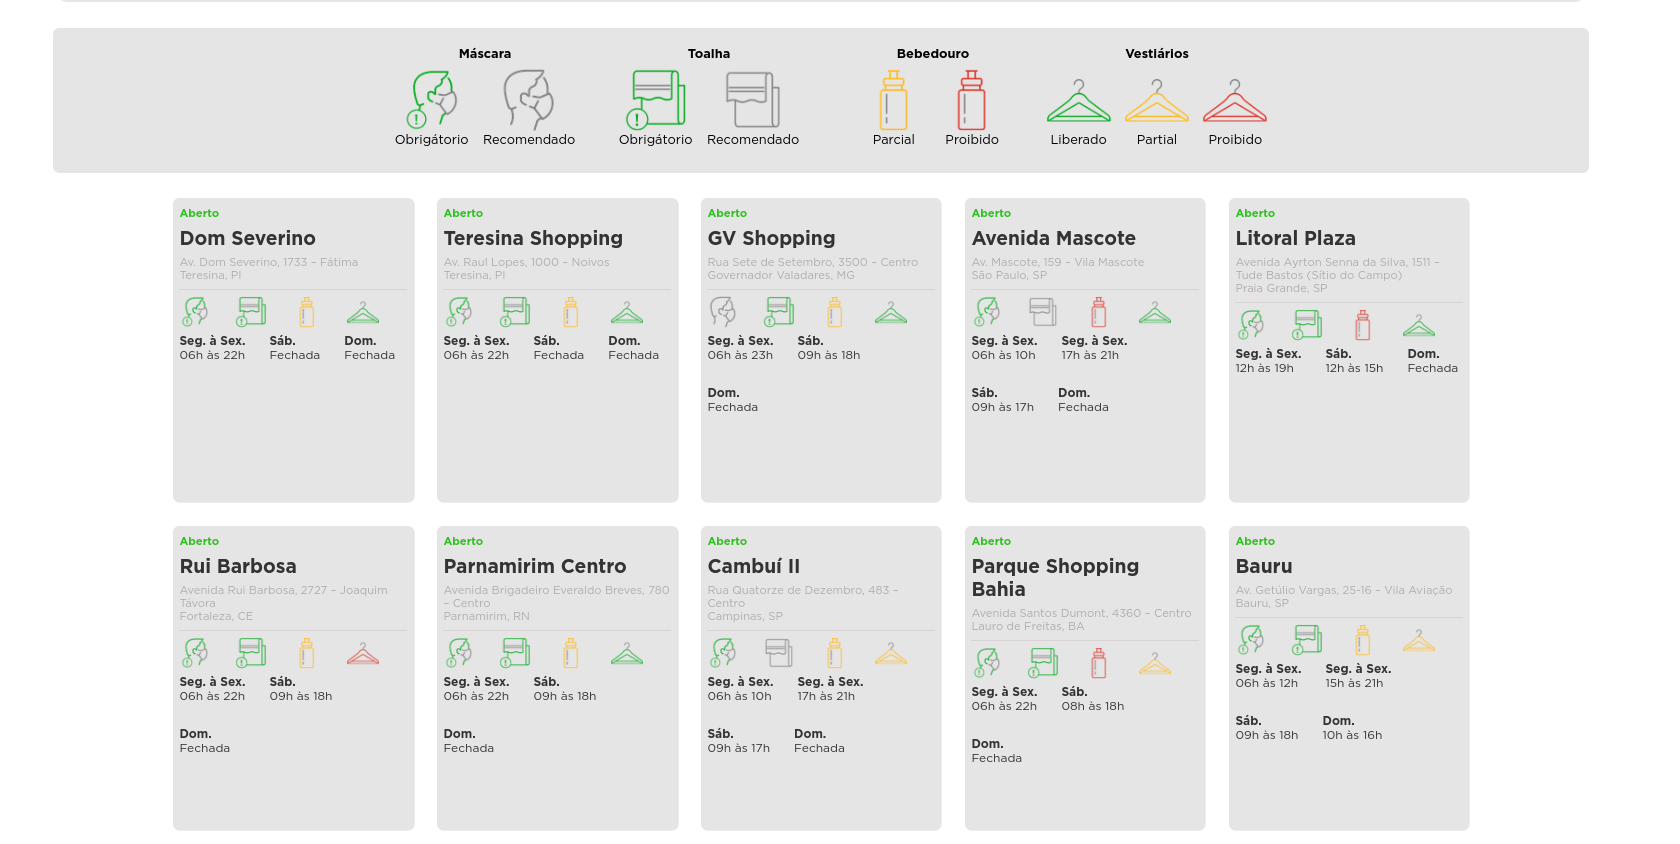 Máscara
Obrigátorio Recomendado
Toalha
Obrigátorio Recomendado
Bebedouro
Parcial Proibido
Vestiários
Liberado Partial Proibido
Aberto
Dom Severino
Av. Dom Severino, 1733 – Fátima
Teresina, PI
Seg. à Sex. Sáb. Dom.
06h às 22h Fechada Fechada
Aberto
Teresina Shopping
Av. Raul Lopes, 1000 – Noivos
Teresina, PI
Seg. à Sex. Sáb. Dom.
06h às 22h Fechada Fechada
Aberto
GV Shopping
Rua Sete de Setembro, 3500 – Centro
Governador Valadares, MG
Seg. à Sex. Sáb.
06h às 23h 09h às 18h
Dom.
Fechada
Aberto
Avenida Mascote
Av. Mascote, 159 – Vila Mascote
São Paulo, SP
Seg. à Sex. Seg. à Sex.
06h às 10h 17h às 21h
Sáb. Dom.
09h às 17h Fechada
Aberto
Litoral Plaza
Avenida Ayrton Senna da Silva, 1511 –
Tude Bastos (Sítio do Campo)
Praia Grande, SP
Seg. à Sex. Sáb. Dom.
12h às 19h 12h às 15h Fechada
Aberto
Rui Barbosa
Avenida Rui Barbosa, 2727 – Joaquim
Távora
Fortaleza, CE
Seg. à Sex. Sáb.
06h às 22h 09h às 18h
Dom.
Fechada
Aberto
Parnamirim Centro
Avenida Brigadeiro Everaldo Breves, 780
– Centro
Parnamirim, RN
Seg. à Sex. Sáb.
06h às 22h 09h às 18h
Dom.
Fechada
Aberto
Cambuí II
Rua Quatorze de Dezembro, 483 –
Centro
Campinas, SP
Seg. à Sex. Seg. à Sex.
06h às 10h 17h às 21h
Sáb. Dom.
09h às 17h Fechada
Aberto
Parque Shopping
Bahia
Avenida Santos Dumont, 4360 – Centro
Lauro de Freitas, BA
Seg. à Sex. Sáb.
06h às 22h 08h às 18h
Dom.
Fechada
Aberto
Bauru
Av. Getúlio Vargas, 25-16 – Vila Aviação
Bauru, SP
Seg. à Sex. Seg. à Sex.
06h às 12h 15h às 21h
Sáb. Dom.
09h às 18h 10h às 16h